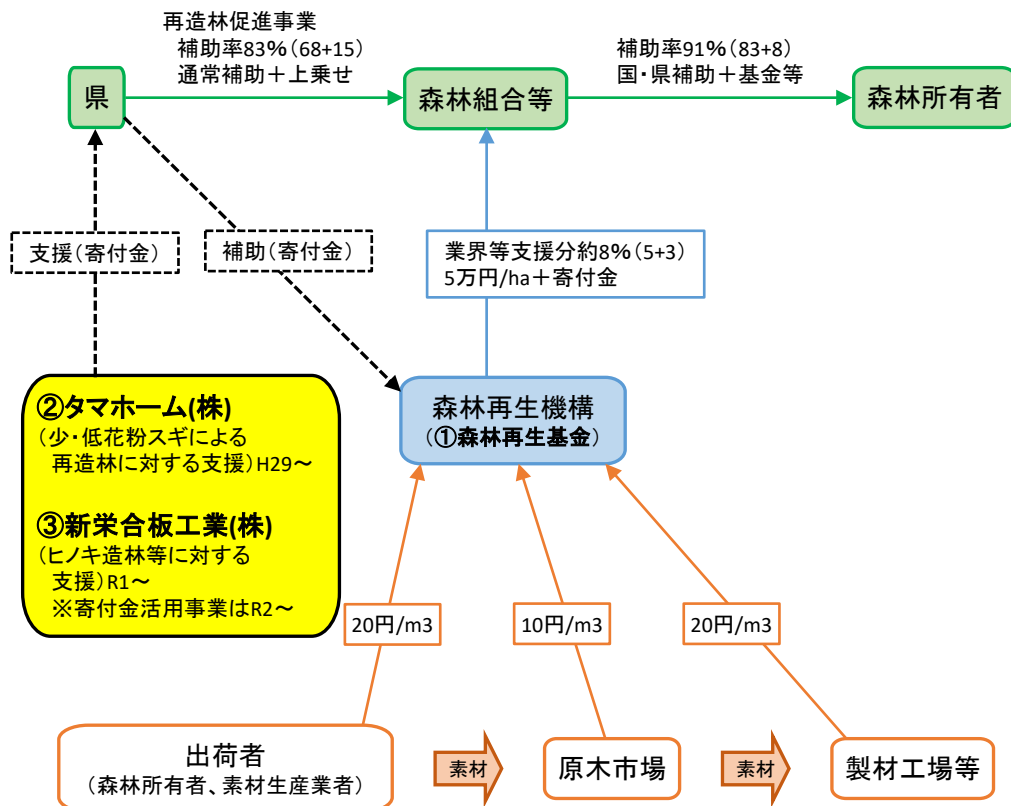 再造林促進事業
補助率83%(68+15)
通常補助＋上乗せ
補助率91%(83+8)
国・県補助＋基金等
県
森林組合等
森林所有者
支援(寄付金)
補助(寄付金)
業界等支援分約8%(5+3)
5万円/ha＋寄付金
②タマホーム(株)
(少・低花粉スギによる
再造林に対する支援)H29～
③新栄合板工業(株)
(ヒノキ造林等に対する
支援)R1～
※寄付金活用事業はR2～
森林再生機構
(①森林再生基金)
20円/m3
10円/m3
20円/m3
出荷者
(森林所有者、素材生産業者)
素材
原木市場
素材
製材工場等